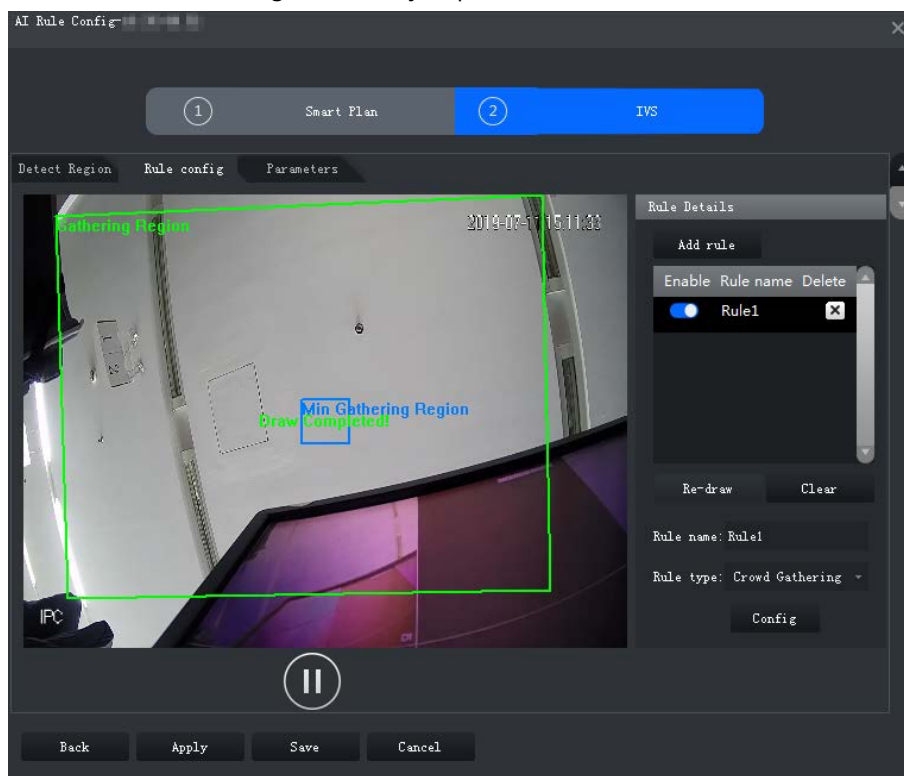 AI Rule Config-
1 Smart Plan 2 IVS
Detect Region Rule config Parameters
Gathering Region
Min Gathering Region
Draw Completed!
IPC
Rule Details
Add rule
Enable Rule name Delete
Rule1
Re-draw Clear
Rule name: Rule1
Rule type: Crowd Gathering
Config
Back Apply Save Cancel